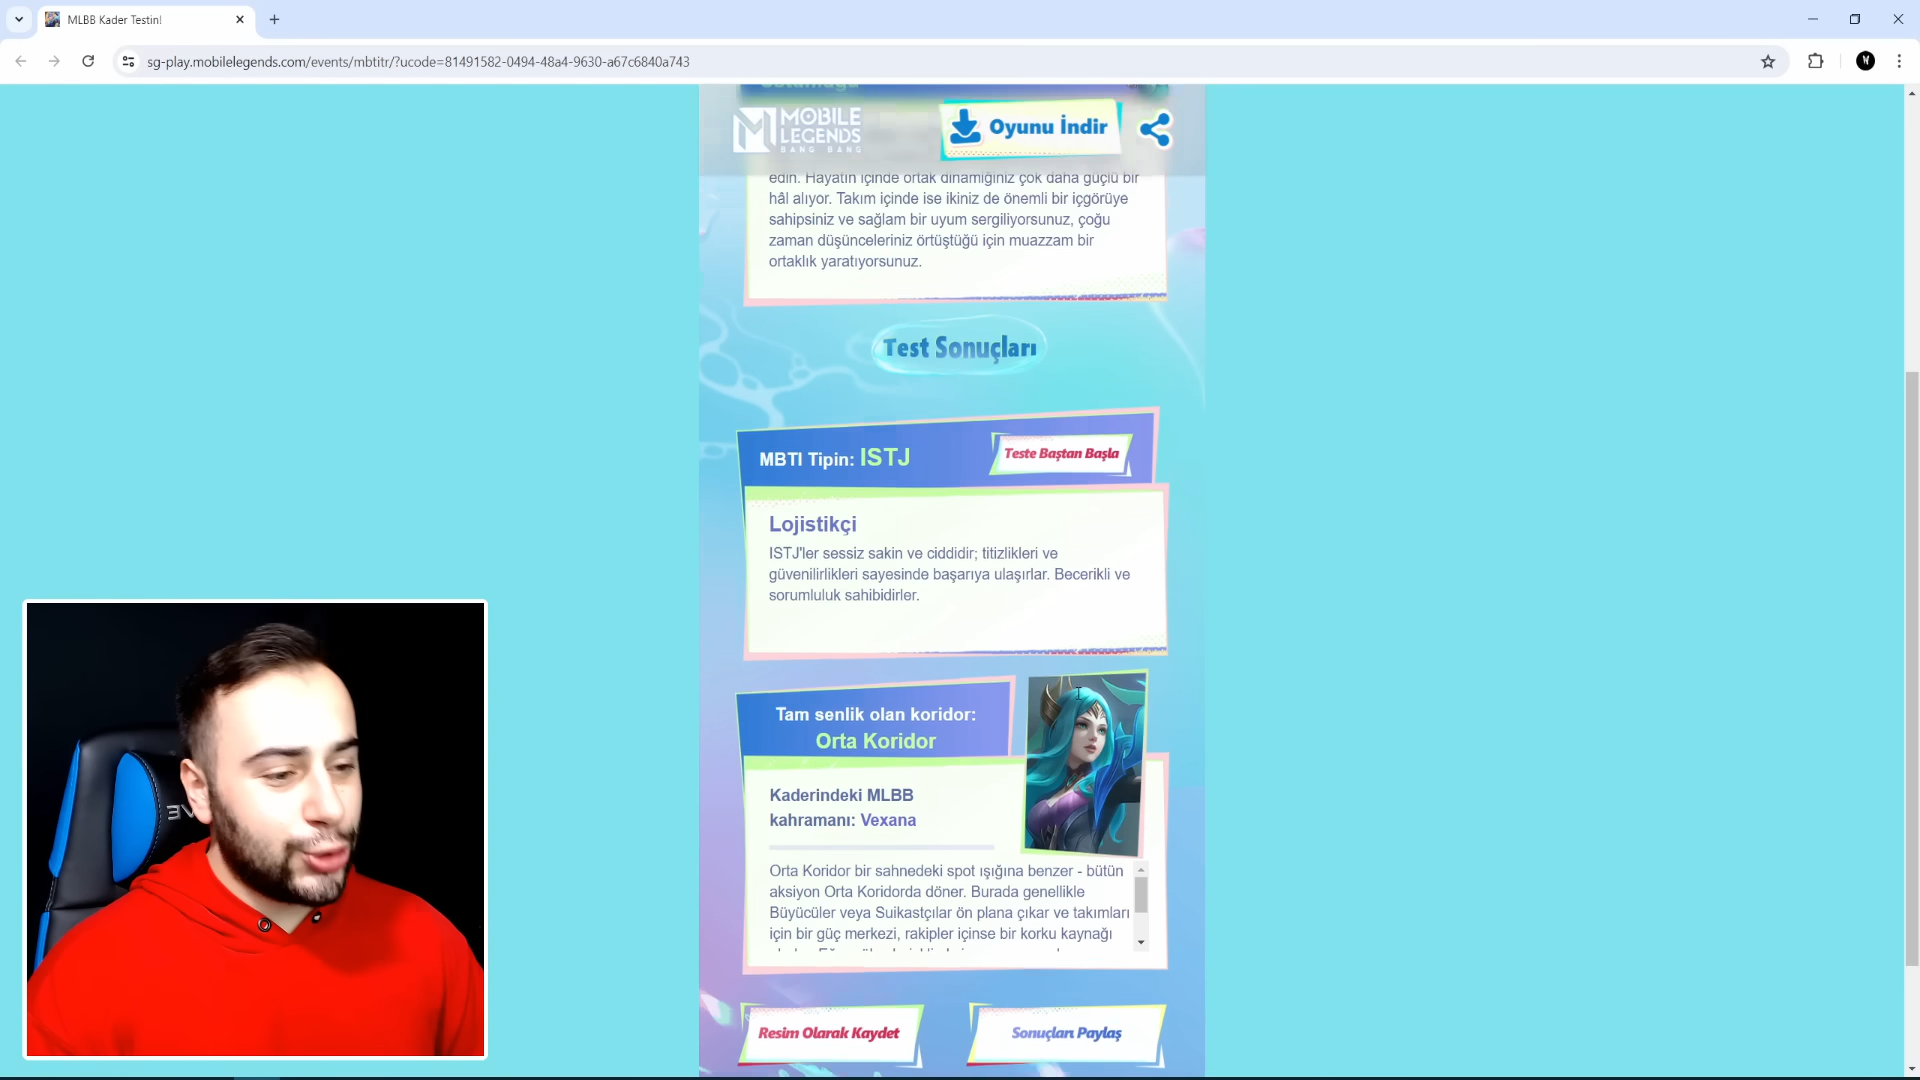 MLBB Kader Testin!
sg-play.mobilelegends.com/events/mbtitr/?ucode=81491582-0494-48a4-9630-a67c6840a743
MOBILE
LEGENDS
BANG BANG
Oyunu İndir
edin. Hayatın içinde ortak dinamiğiniz çok daha güçlü bir
hâl alıyor. Takım içinde ise ikiniz de önemli bir içgörüye
sahipsiniz ve sağlam bir uyum sergiliyorsunuz, çoğu
zaman düşünceleriniz örtüştüğü için muazzam bir
ortaklık yaratıyorsunuz.
Test Sonuçları
MBTI Tipin: ISTJ
Teste Baştan Başla
Lojistikçi
ISTJ'ler sessiz sakin ve ciddidir; titizlikleri ve
güvenilirlikleri sayesinde başarıya ulaşırlar. Becerikli ve
sorumluluk sahibidirler.
Tam senlik olan koridor:
Orta Koridor
Kaderindeki MLBB
kahramanı: Vexana
Orta Koridor bir sahnedeki spot ışığına benzer - bütün
aksiyon Orta Koridorda döner. Burada genellikle
Büyücüler veya Suikastçılar ön plana çıkar ve takımları
için bir güç merkezi, rakipler içinse bir korku kaynağı
Resim Olarak Kaydet
Sonuçları Paylaş